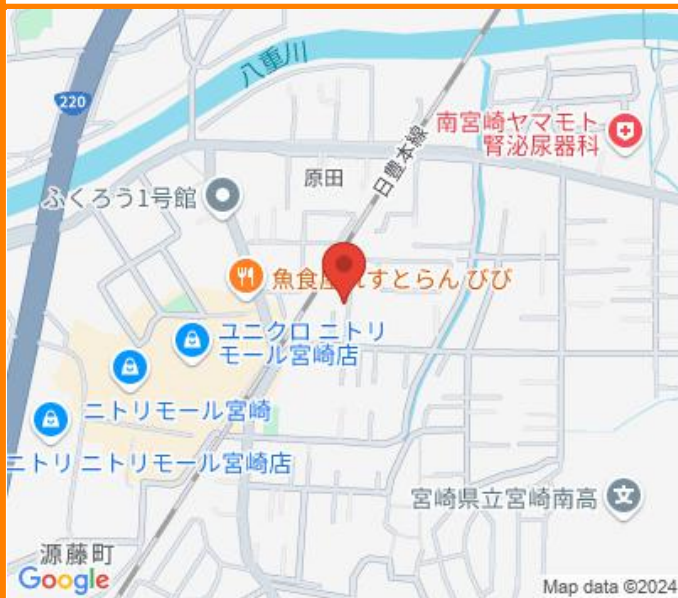 八重川
220
南宮崎ヤマモト
腎泌尿器科
日豊本線
原田
ふくろう1号館
魚食屋 れすとらん びび
ユニクロ ニトリ
モール宮崎店
ニトリモール宮崎
ニトリ ニトリモール宮崎店
宮崎県立宮崎南高
文
源藤町
Google
Map data ©2024